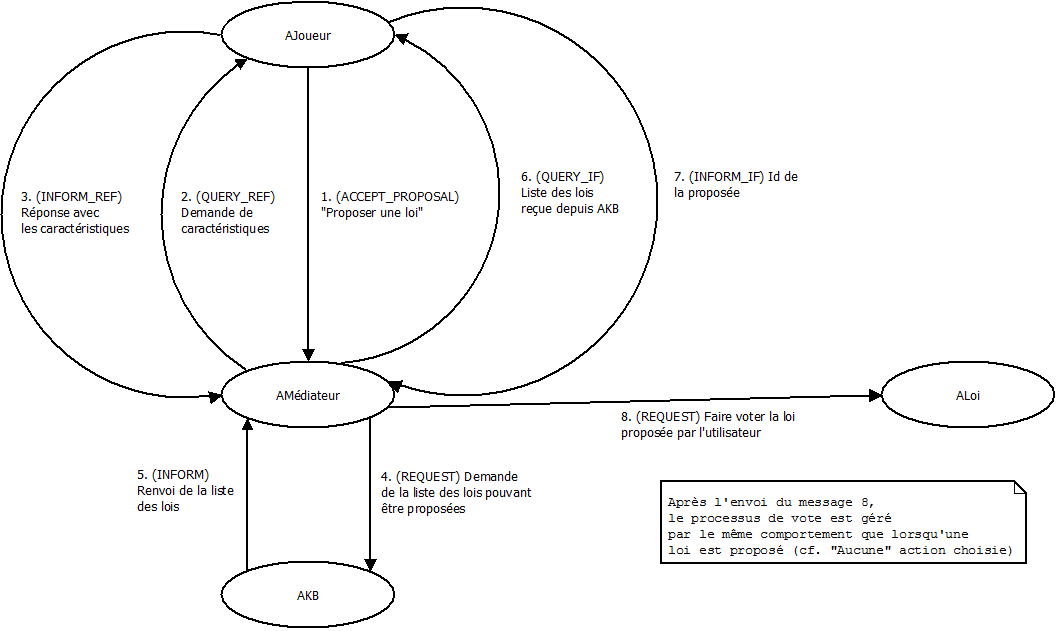 AJoueur
3. (INFORM_REF)
Réponse avec
les caractéristiques
2. (QUERY_REF)
Demande de
caractéristiques
1. (ACCEPT_PROPOSAL)
"Proposer une loi"
6. (QUERY_IF)
Liste des lois
reçue depuis AKB
7. (INFORM_IF) Id de
la proposée
AMédiateur
ALoi
8. (REQUEST) Faire voter la loi
proposée par l'utilisateur
5. (INFORM)
Renvoi de la liste
des lois
4. (REQUEST) Demande
de la liste des lois pouvant
être proposées
Après l'envoi du message 8,
le processus de vote est géré
par le même comportement que lorsqu'une
loi est proposé (cf. "Aucune" action choisie)
AKB